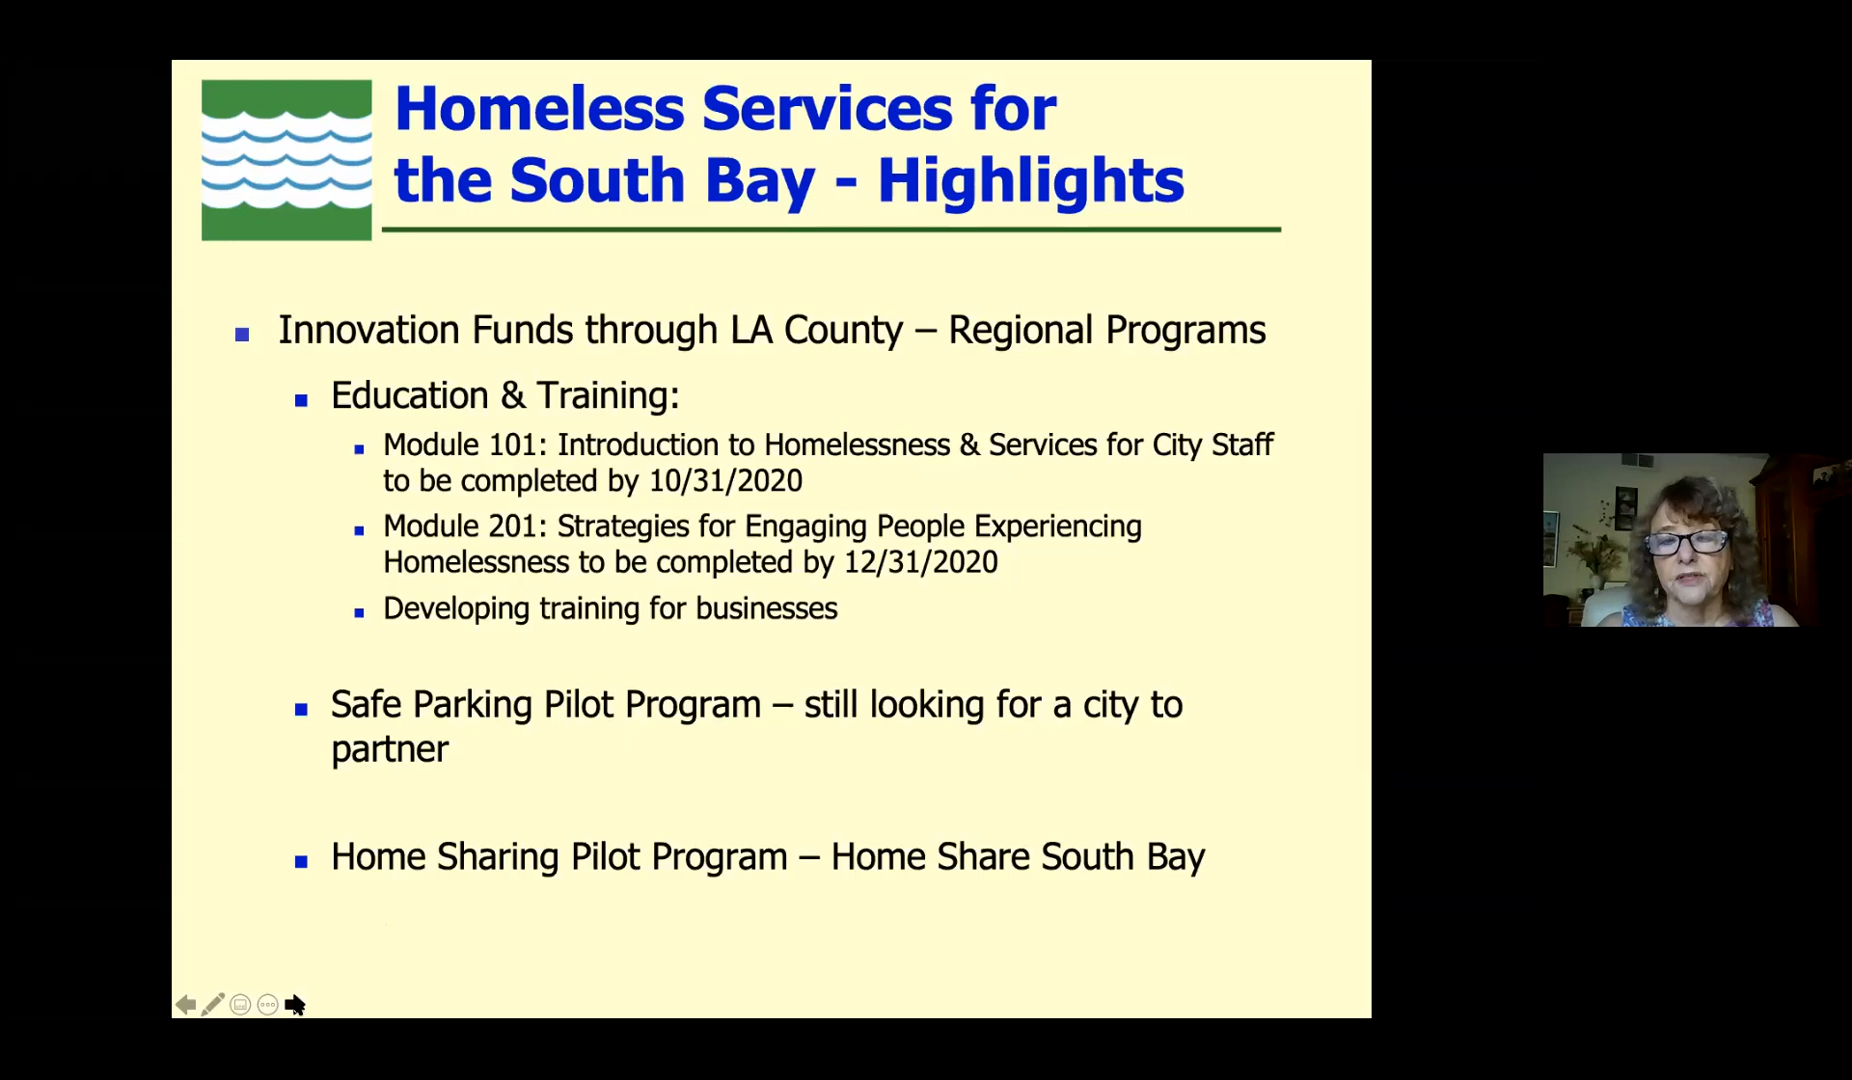 Homeless Services for
the South Bay - Highlights
Innovation Funds through LA County – Regional Programs
Education & Training:
Module 101: Introduction to Homelessness & Services for City Staff
to be completed by 10/31/2020
Module 201: Strategies for Engaging People Experiencing
Homelessness to be completed by 12/31/2020
Developing training for businesses
Safe Parking Pilot Program – still looking for a city to
partner
Home Sharing Pilot Program – Home Share South Bay